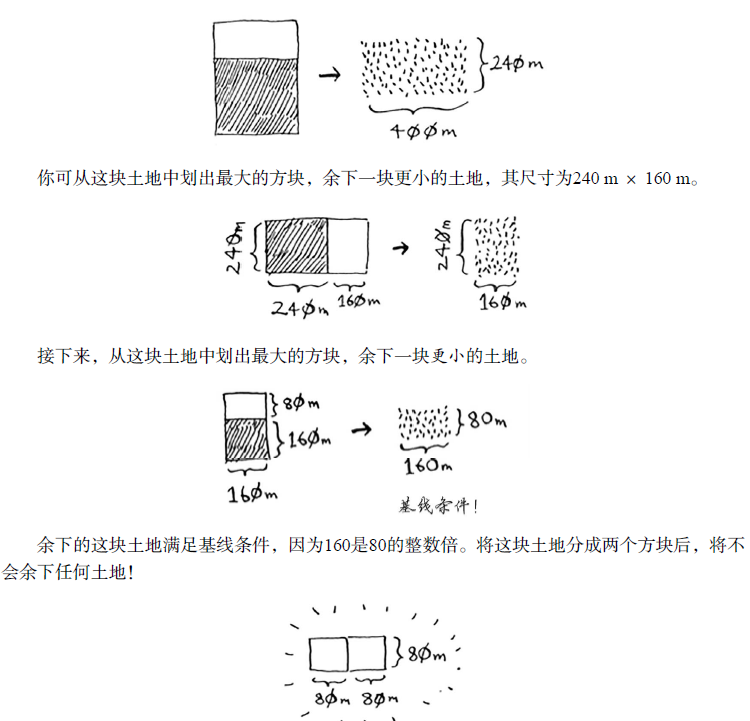 240m
400m
你可从这块土地中划出最大的方块，余下一块更小的土地，其尺寸为240 m × 160 m。
240m
240m
160m
240m
160m
接下来，从这块土地中划出最大的方块，余下一块更小的土地。
80m
160m
160m
80m
160m
基线条件！
余下的这块土地满足基线条件，因为160是80的整数倍。将这块土地分成两个方块后，将不
会余下任何土地！
80m
80m 80m